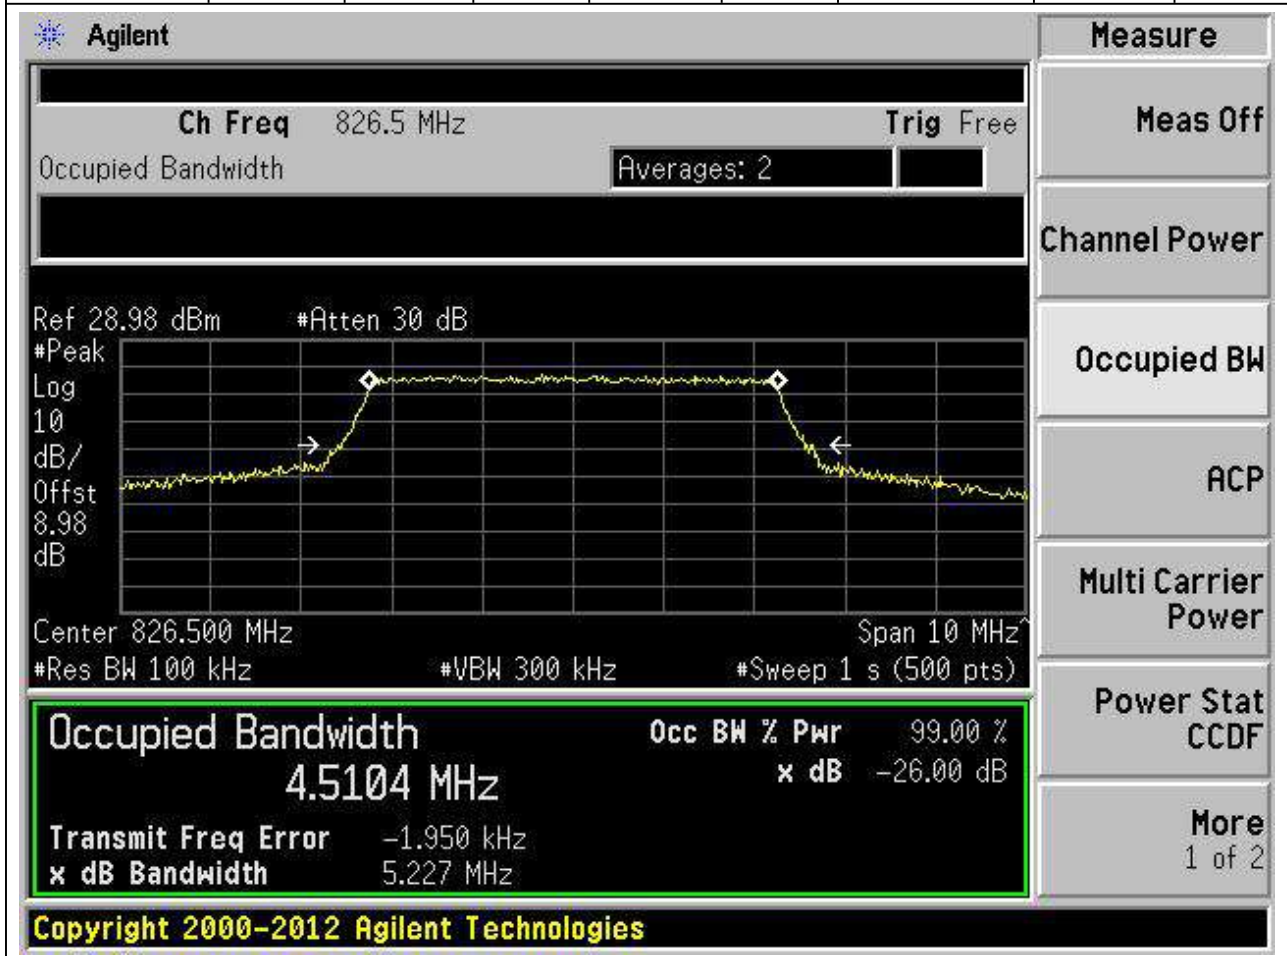 Agilent
Measure
Ch Freq 826.5 MHz Trig Free
Occupied Bandwidth Averages: 2
Meas Off
Channel Power
Occupied BW
ACP
Multi Carrier
Power
Power Stat
CCDF
More
1 of 2
Ref 28.98 dBm #Atten 30 dB
#Peak
Log
10
dB/
Offst
8.98
dB
Center 826.500 MHz Span 10 MHz^
#Res BW 100 kHz #VBW 300 kHz #Sweep 1 s (500 pts)
Occupied Bandwidth Occ BW % Pwr 99.00 %
4.5104 MHz x dB -26.00 dB
Transmit Freq Error -1.950 kHz
x dB Bandwidth 5.227 MHz
Copyright 2000-2012 Agilent Technologies